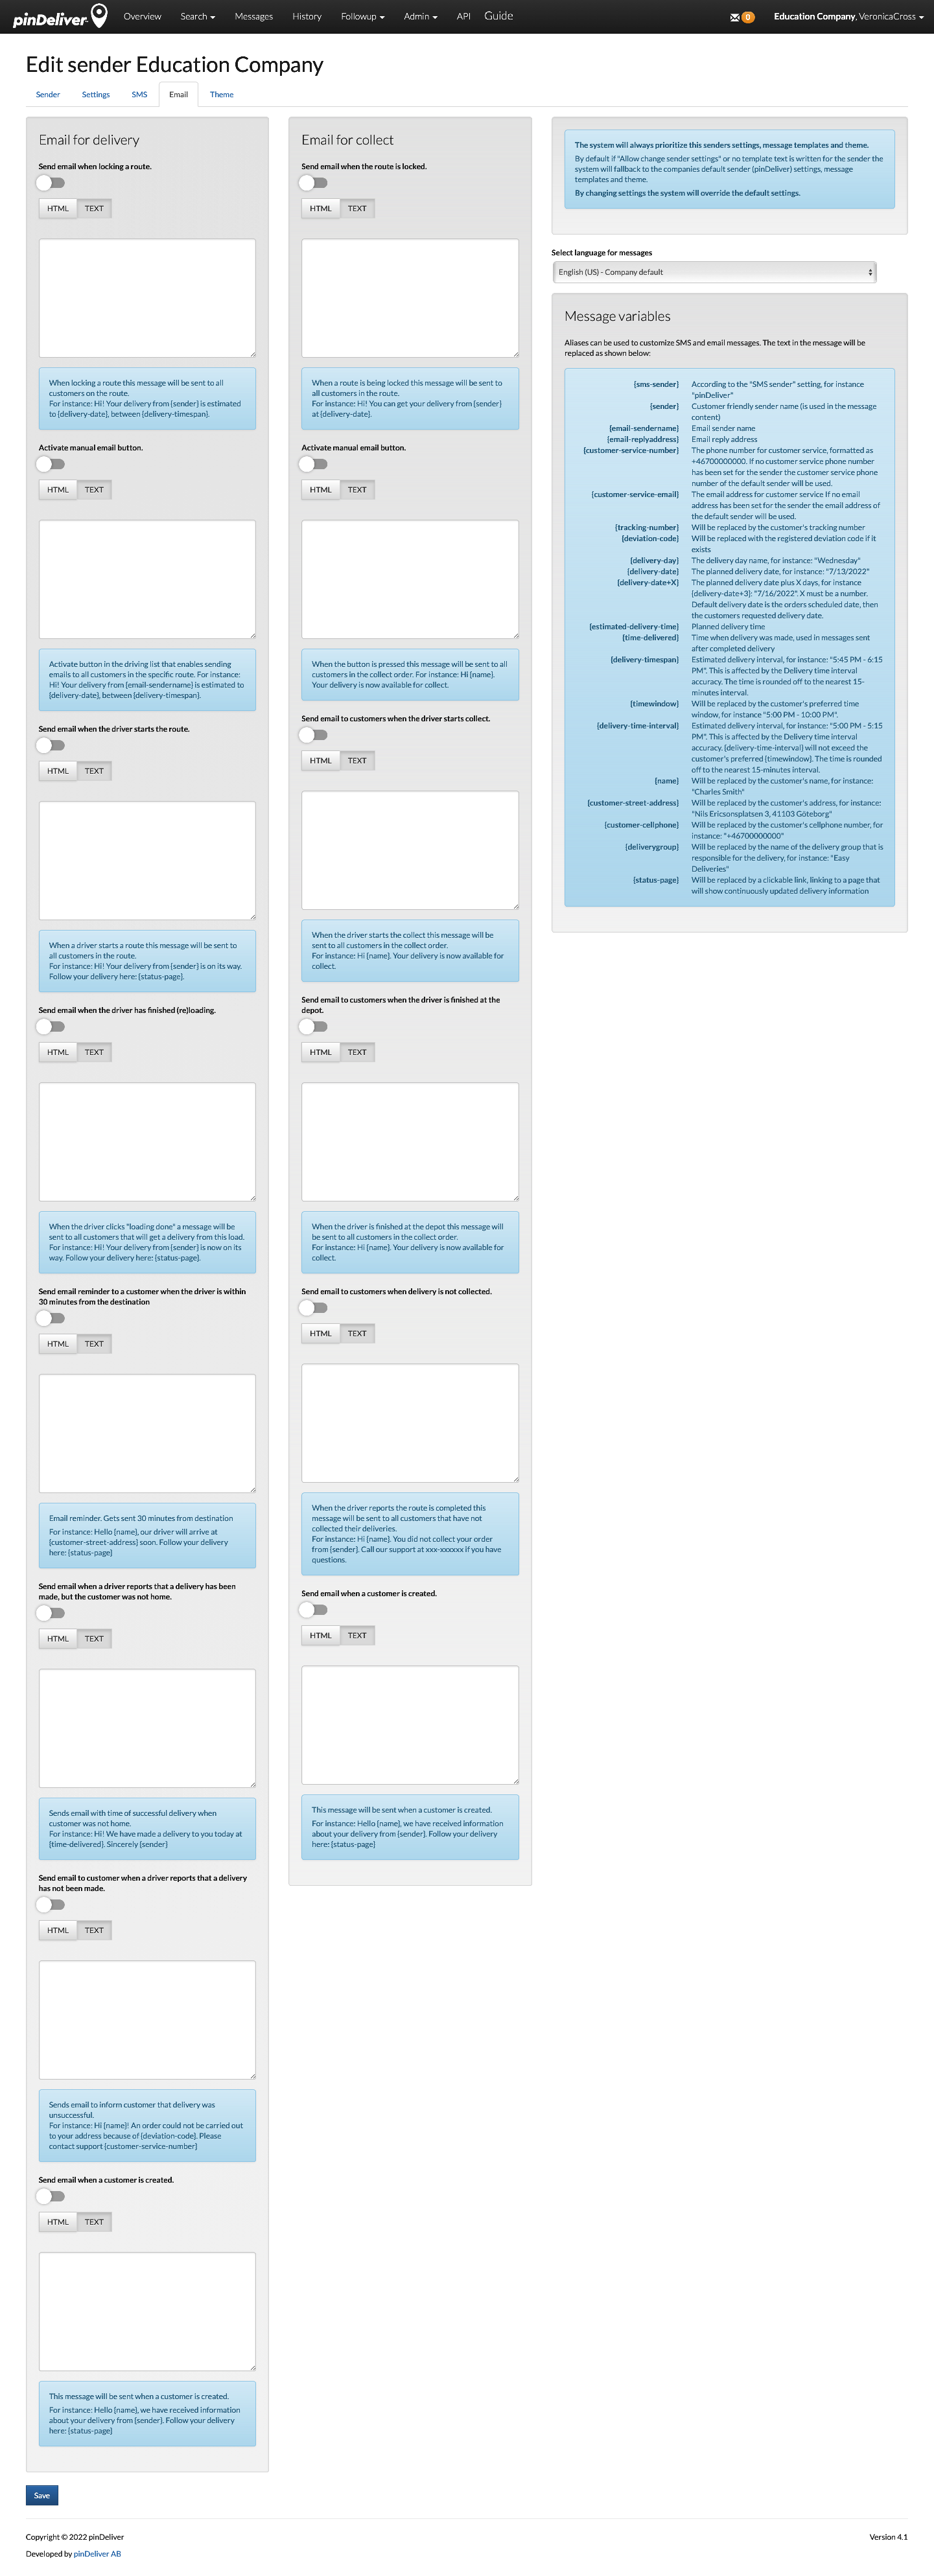 pinDeliver Overview Search Messages History Followup Admin API Guide 0 Education Company, VeronicaCross
Edit sender Education Company
Sender Settings SMS Email Theme
Email for delivery
Send email when locking a route.
HTML TEXT
When locking a route this message will be sent to all
customers on the route.
For instance: Hi! Your delivery from {sender} is estimated
to {delivery-date}, between {delivery-timespan}.
Activate manual email button.
HTML TEXT
Activate button in the driving list that enables sending
emails to all customers in the specific route. For instance:
Hi! Your delivery from {email-sendername} is estimated to
{delivery-date}, between {delivery-timespan}.
Send email when the driver starts the route.
HTML TEXT
When a driver starts a route this message will be sent to
all customers in the route.
For instance: Hi! Your delivery from {sender} is on its way.
Follow your delivery here: {status-page}.
Send email when the driver has finished (re)loading.
HTML TEXT
When the driver clicks "loading done" a message will be
sent to all customers that will get a delivery from this load.
For instance: Hi! Your delivery from {sender} is now on its
way. Follow your delivery here: {status-page}.
Send email reminder to a customer when the driver is within
30 minutes from the destination
HTML TEXT
Email reminder. Gets sent 30 minutes from destination
For instance: Hello {name}, our driver will arrive at
{customer-street-address} soon. Follow your delivery
here: {status-page}
Send email when a driver reports that a delivery has been
made, but the customer was not home.
HTML TEXT
Sends email with time of successful delivery when
customer was not home.
For instance: Hi! We have made a delivery to you today at
{time-delivered}. Sincerely {sender}
Send email to customer when a driver reports that a delivery
has not been made.
HTML TEXT
Sends email to inform customer that delivery was
unsuccessful.
For instance: Hi {name}! An order could not be carried out
to your address because of {deviation-code}. Please
contact support {customer-service-number}
Send email when a customer is created.
HTML TEXT
This message will be sent when a customer is created.
For instance: Hello {name}, we have received information
about your delivery from {sender}. Follow your delivery
here: {status-page}
Email for collect
Send email when the route is locked.
HTML TEXT
When a route is being locked this message will be sent to
all customers in the route.
For instance: Hi! You can get your delivery from {sender}
at {delivery-date}.
Activate manual email button.
HTML TEXT
When the button is pressed this message will be sent to all
customers in the collect order. For instance: Hi {name}.
Your delivery is now available for collect.
Send email to customers when the driver starts collect.
HTML TEXT
When the driver starts the collect this message will be
sent to all customers in the collect order.
For instance: Hi {name}. Your delivery is now available for
collect.
Send email to customers when the driver is finished at the
depot.
HTML TEXT
When the driver is finished at the depot this message will
be sent to all customers in the collect order.
For instance: Hi {name}. Your delivery is now available for
collect.
Send email to customers when delivery is not collected.
HTML TEXT
When the driver reports the route is completed this
message will be sent to all customers that have not
collected their deliveries.
For instance: Hi {name}. You did not collect your order
from {sender}. Call our support at xxx-xxxxxx if you have
questions.
Send email when a customer is created.
HTML TEXT
This message will be sent when a customer is created.
For instance: Hello {name}, we have received information
about your delivery from {sender}. Follow your delivery
here: {status-page}
The system will always prioritize this senders settings, message templates and theme.
By default if "Allow change sender settings" or no template text is written for the sender the
system will fallback to the companies default sender (pinDeliver) settings, message
templates and theme.
By changing settings the system will override the default settings.
Select language for messages
English (US) - Company default
Message variables
Aliases can be used to customize SMS and email messages. The text in the message will be
replaced as shown below:
{sms-sender} According to the "SMS sender" setting, for instance
"pinDeliver"
{sender} Customer friendly sender name (is used in the message
content)
{email-sendername} Email sender name
{email-replyaddress} Email reply address
{customer-service-number} The phone number for customer service, formatted as
+46700000000. If no customer service phone number
has been set for the sender the customer service phone
number of the default sender will be used.
{customer-service-email} The email address for customer service If no email
address has been set for the sender the email address of
the default sender will be used.
{tracking-number} Will be replaced by the customer's tracking number
{deviation-code} Will be replaced with the registered deviation code if it
exists
{delivery-day} The delivery day name, for instance: "Wednesday"
{delivery-date} The planned delivery date, for instance: "7/13/2022"
{delivery-date+X} The planned delivery date plus X days, for instance
{delivery-date+3}: "7/16/2022". X must be a number.
Default delivery date is the orders scheduled date, then
the customers requested delivery date.
{estimated-delivery-time} Planned delivery time
{time-delivered} Time when delivery was made, used in messages sent
after completed delivery
{delivery-timespan} Estimated delivery interval, for instance: "5:45 PM - 6:15
PM". This is affected by the Delivery time interval
accuracy. The time is rounded off to the nearest 15-
minutes interval.
{timewindow} Will be replaced by the customer's preferred time
window, for instance "5:00 PM - 10:00 PM".
{delivery-time-interval} Estimated delivery interval, for instance: "5:00 PM - 5:15
PM". This is affected by the Delivery time interval
accuracy. {delivery-time-interval} will not exceed the
customer's preferred {timewindow}. The time is rounded
off to the nearest 15-minutes interval.
{name} Will be replaced by the customer's name, for instance:
"Charles Smith"
{customer-street-address} Will be replaced by the customer's address, for instance:
"Nils Ericsonsplatsen 3, 41103 Göteborg"
{customer-cellphone} Will be replaced by the customer's cellphone number, for
instance: "+46700000000"
{deliverygroup} Will be replaced by the name of the delivery group that is
responsible for the delivery, for instance: "Easy
Deliveries"
{status-page} Will be replaced by a clickable link, linking to a page that
will show continuously updated delivery information
Save
Copyright © 2022 pinDeliver Version 4.1
Developed by pinDeliver AB